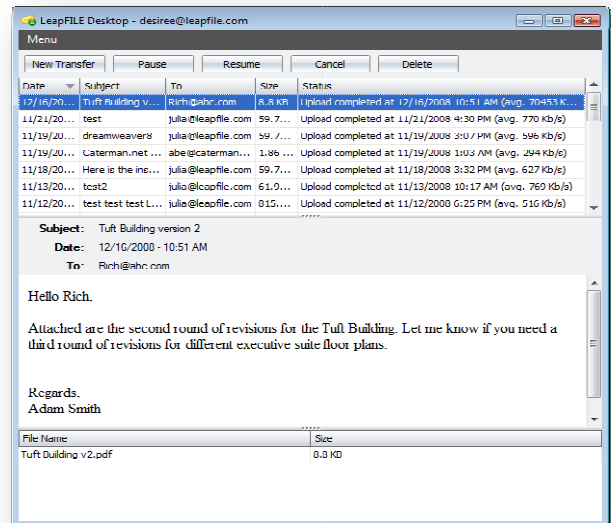 LeapFILE Desktop - desiree@leapfile.com
Menu
New Transfer Pause Resume Cancel Delete
Date Subject To Size Status
12/16/20... Tuft Building v... Rich@abc.com 8.8 KB Upload completed at 12/16/2008 10:51 AM (avg. 70453 K...
11/21/20... test julia@leapfile.com 59.7... Upload completed at 11/21/2008 4:30 PM (avg. 770 Kb/s)
11/19/20... dreamweaver8 julia@leapfile.com 59.7... Upload completed at 11/19/2008 3:07 PM (avg. 596 Kb/s)
11/19/20... Caterman.net ... abe@caterman... 1.86 ... Upload completed at 11/19/2008 1:03 AM (avg. 294 Kb/s)
11/18/20... Here is the ins... julia@leapfile.com 59.7... Upload completed at 11/18/2008 3:32 PM (avg. 627 Kb/s)
11/13/20... test2 julia@leapfile.com 61.9... Upload completed at 11/13/2008 10:17 AM (avg. 769 Kb/s)
11/12/20... test test test L... julia@leapfile.com 815.... Upload completed at 11/12/2008 6:25 PM (avg. 516 Kb/s)
Subject: Tuft Building version 2
Date: 12/16/2008 - 10:51 AM
To: Rich@abc.com
Hello Rich,
Attached are the second round of revisions for the Tuft Building. Let me know if you need a
third round of revisions for different executive suite floor plans.
Regards,
Adam Smith
File Name Size
Tuft Building v2.pdf 8.8 KB